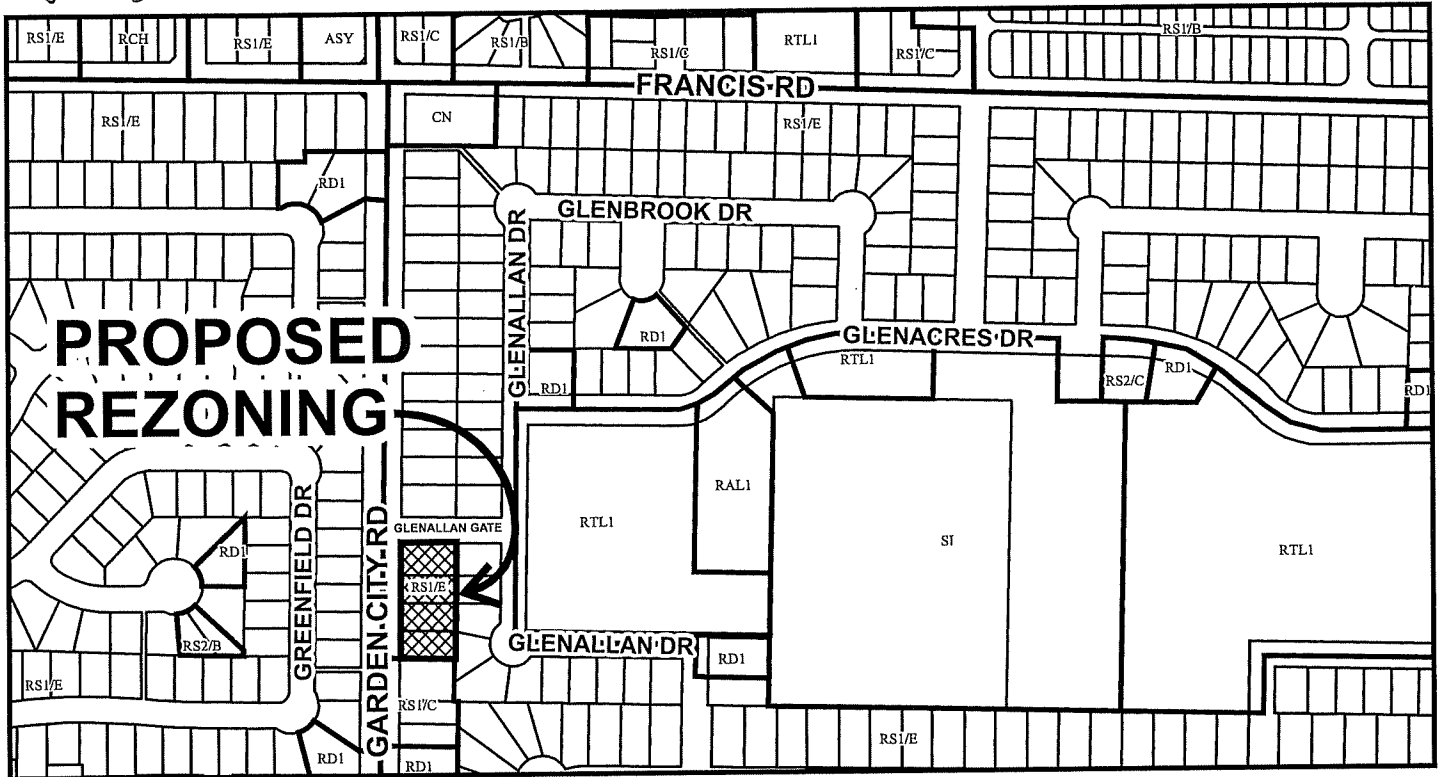 RS1/E
RCH
RS1/E
ASY
RS1/C
RS1/B
RS1/C
RTL1
RS1/C
RS1/B
FRANCIS RD
RS1/E
CN
RS1/E
RD1
GLENBROOK DR
GLENALLAN DR
PROPOSED
REZONING
RD1
GLENACRES DR
RTL1
RD1
RS2/C
RD1
RD1
RAL1
GREENFIELD DR
GARDEN CITY RD
GLENALLAN GATE
RTL1
SI
RTL1
RD1
RS1/E
RS2/B
GLENALLAN DR
RD1
RS1/E
RS1/C
RS1/E
RD1
RD1